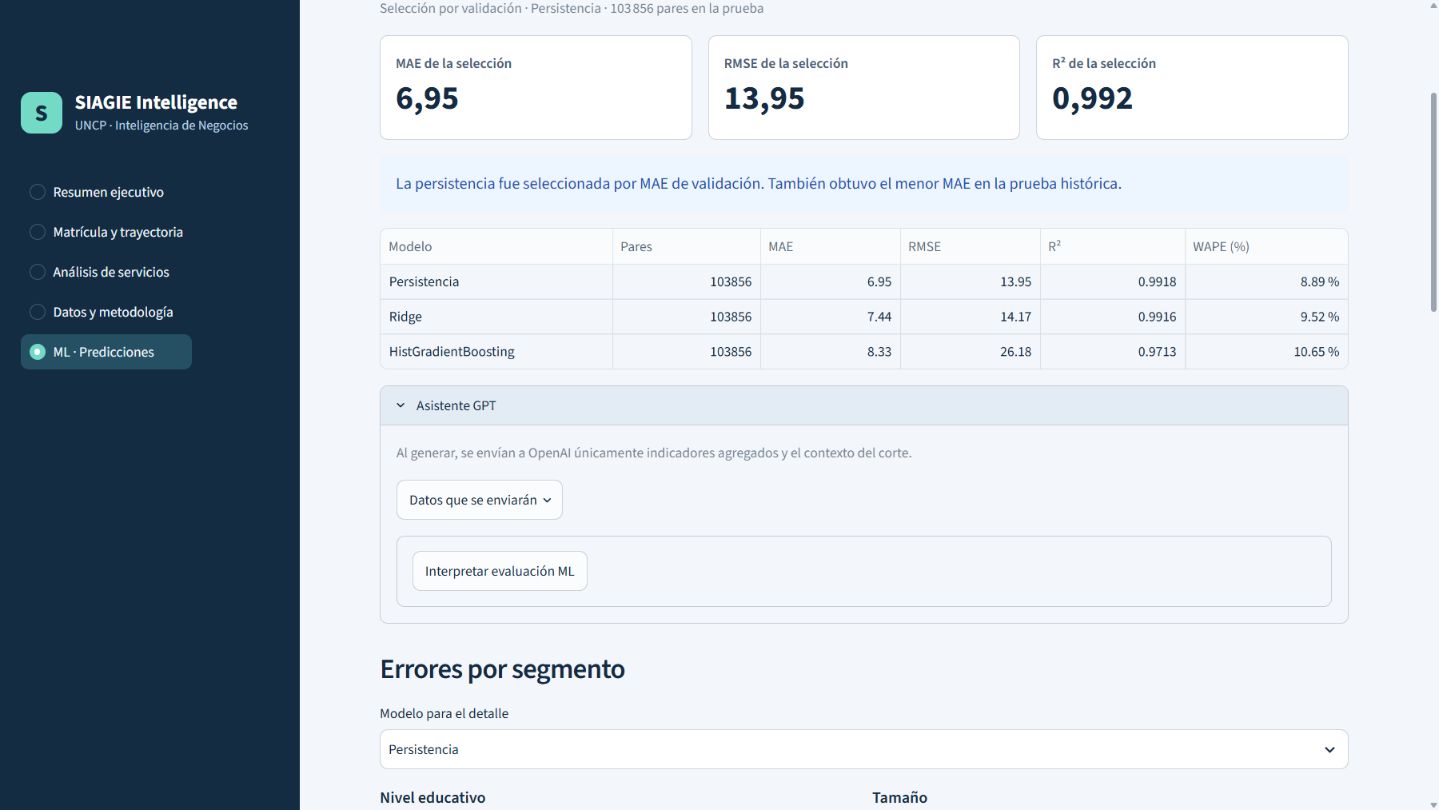 Selección por validación · Persistencia · 103 856 pares en la prueba
S
SIAGIE Intelligence
UNCP · Inteligencia de Negocios
Resumen ejecutivo
Matrícula y trayectoria
Análisis de servicios
Datos y metodología
ML · Predicciones
MAE de la selección
6,95
RMSE de la selección
13,95
R² de la selección
0,992
La persistencia fue seleccionada por MAE de validación. También obtuvo el menor MAE en la prueba histórica.
Modelo Pares MAE RMSE R² WAPE (%)
Persistencia 103856 6.95 13.95 0.9918 8.89 %
Ridge 103856 7.44 14.17 0.9916 9.52 %
HistGradientBoosting 103856 8.33 26.18 0.9713 10.65 %
Asistente GPT
Al generar, se envían a OpenAI únicamente indicadores agregados y el contexto del corte.
Datos que se enviarán
Interpretar evaluación ML
Errores por segmento
Modelo para el detalle
Persistencia
Nivel educativo
Tamaño